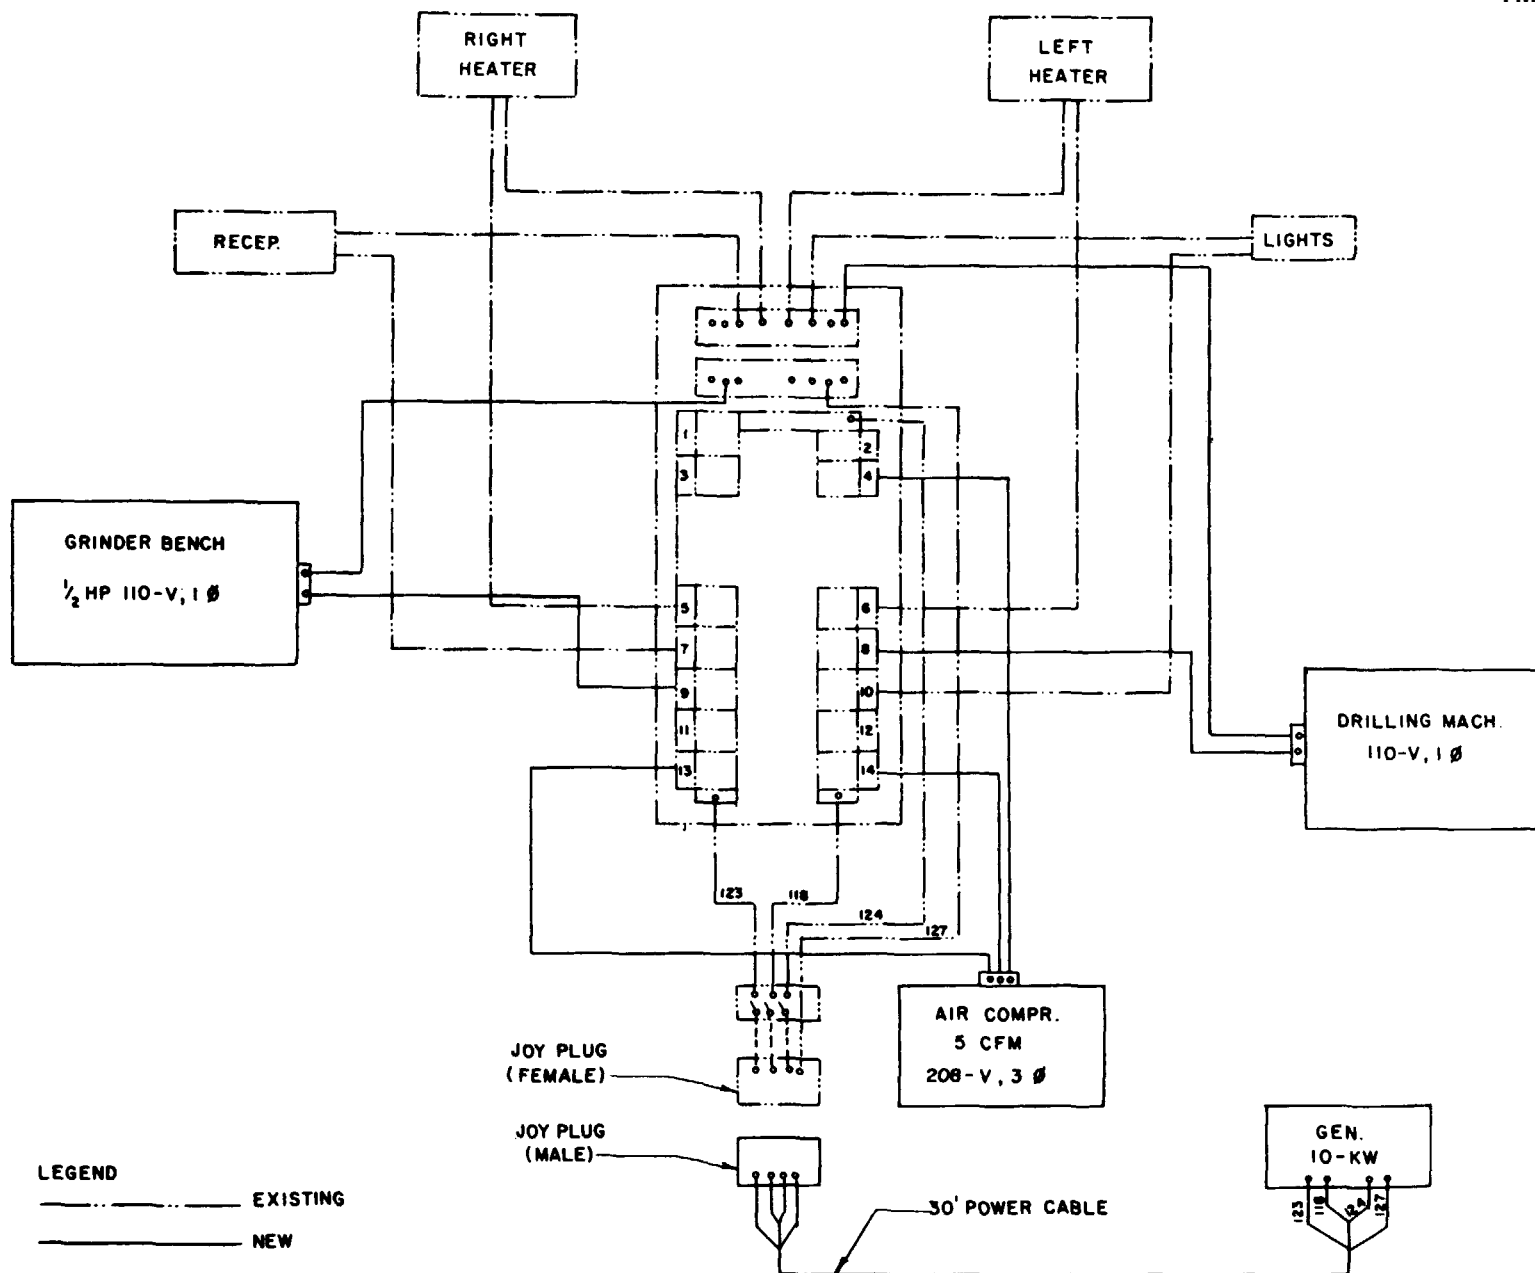 RIGHT
HEATER
LEFT
HEATER
RECEP.
LIGHTS
1
2
3
4
GRINDER BENCH
1/2 HP 110-V, 1 Ø
5
6
7
8
9
10
11
12
13
14
DRILLING MACH.
110-V, 1 Ø
123
118
124
127
AIR COMPR.
5 CFM
208-V, 3 Ø
JOY PLUG
(FEMALE)
JOY PLUG
(MALE)
GEN.
10-KW
123
118
124
127
30' POWER CABLE
LEGEND
EXISTING
NEW